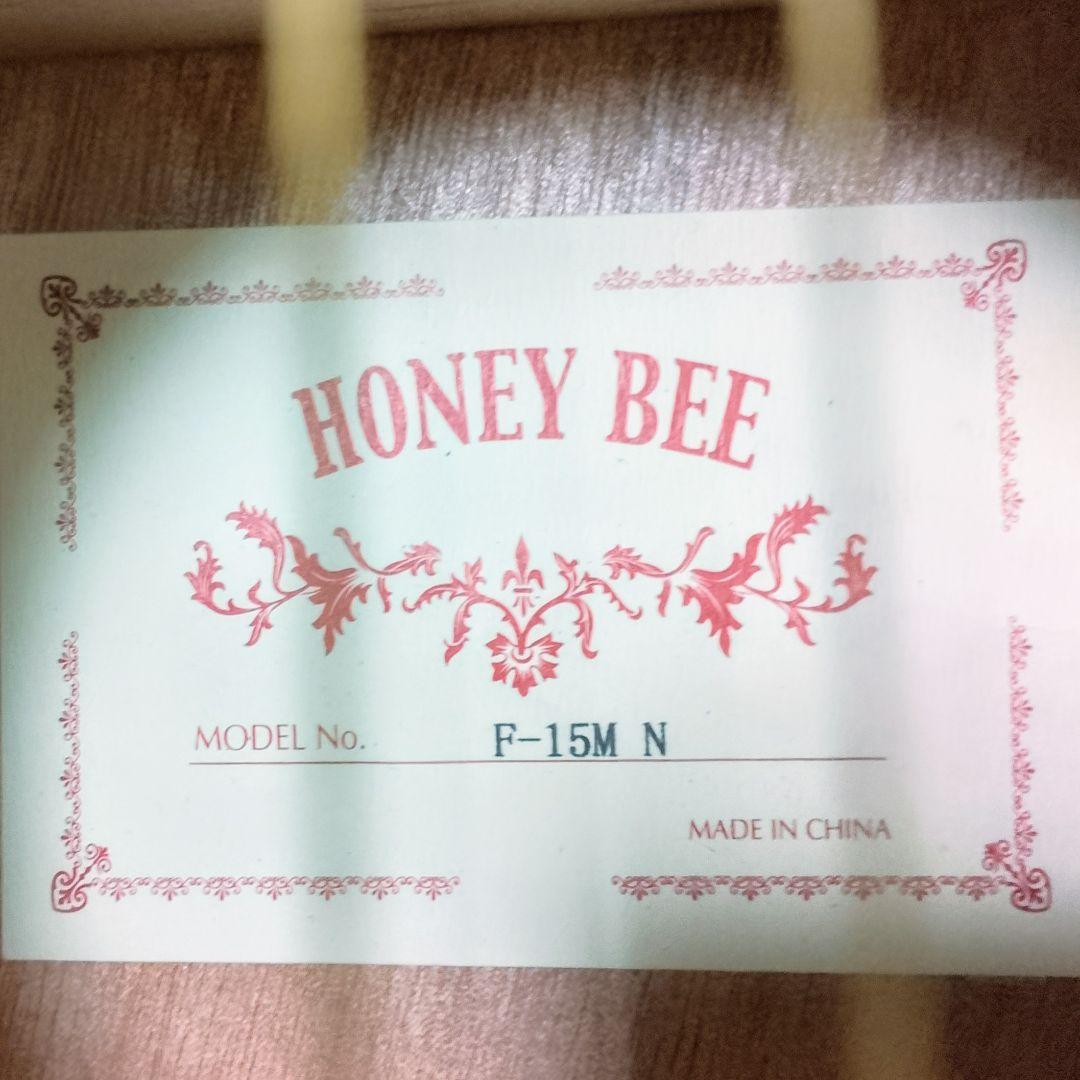 HONEY BEE
MODEL No. F-15M N
MADE IN CHINA